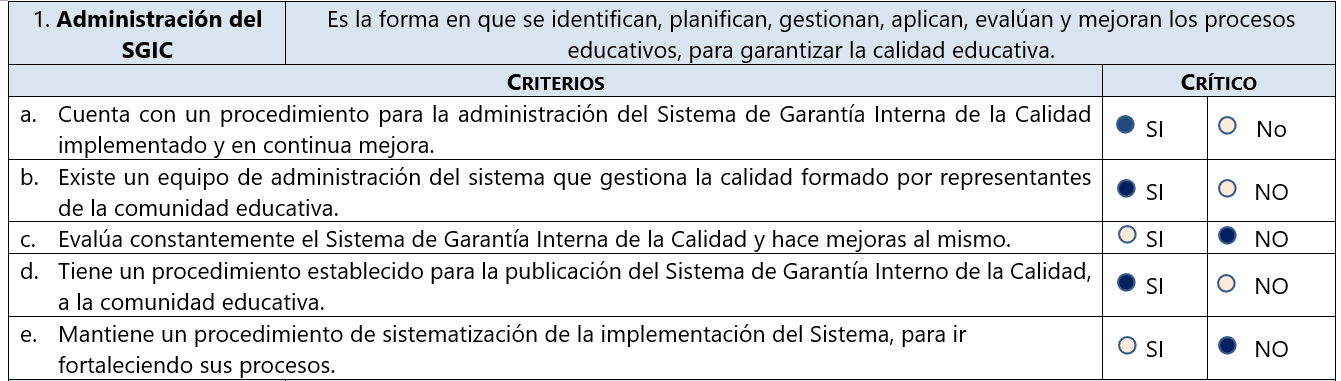 1. Administración del
SGIC
Es la forma en que se identifican, planifican, gestionan, aplican, evalúan y mejoran los procesos
educativos, para garantizar la calidad educativa.
CRITERIOS
CRÍTICO
a. Cuenta con un procedimiento para la administración del Sistema de Garantía Interna de la Calidad
implementado y en continua mejora.
SI
No
b. Existe un equipo de administración del sistema que gestiona la calidad formado por representantes
de la comunidad educativa.
SI
NO
c. Evalúa constantemente el Sistema de Garantía Interna de la Calidad y hace mejoras al mismo.
SI
NO
d. Tiene un procedimiento establecido para la publicación del Sistema de Garantía Interno de la Calidad,
a la comunidad educativa.
SI
NO
e. Mantiene un procedimiento de sistematización de la implementación del Sistema, para ir
fortaleciendo sus procesos.
SI
NO